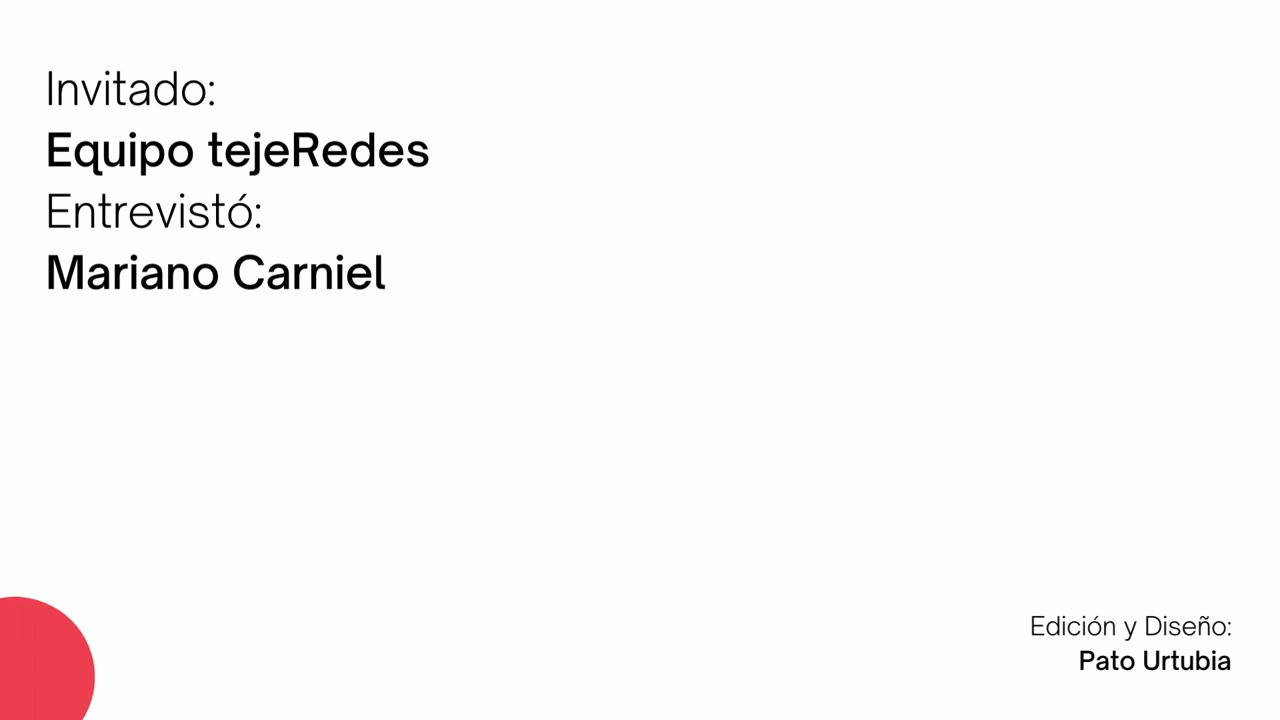 Invitado:
Equipo tejeRedes
Entrevistó:
Mariano Carniel
Edición y Diseño:
Pato Urtubia